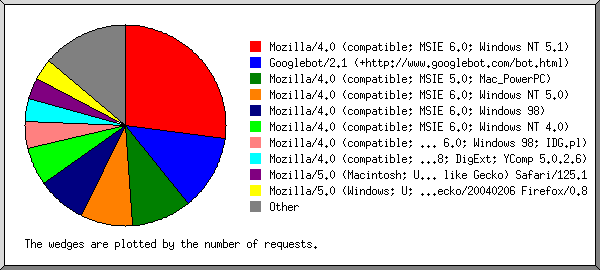 Mozilla/4.0 (compatible; MSIE 6.0; Windows NT 5.1)
Googlebot/2.1 (+http://www.googlebot.com/bot.html)
Mozilla/4.0 (compatible; MSIE 5.0; Mac_PowerPC)
Mozilla/4.0 (compatible; MSIE 6.0; Windows NT 5.0)
Mozilla/4.0 (compatible; MSIE 6.0; Windows 98)
Mozilla/4.0 (compatible; MSIE 6.0; Windows NT 4.0)
Mozilla/4.0 (compatible; ... 6.0; Windows 98; IDG.pl)
Mozilla/4.0 (compatible; ...8; DigExt; YComp 5.0.2.6)
Mozilla/5.0 (Macintosh; U... like Gecko) Safari/125.1
Mozilla/5.0 (Windows; U; ...ecko/20040206 Firefox/0.8
Other
The wedges are plotted by the number of requests.